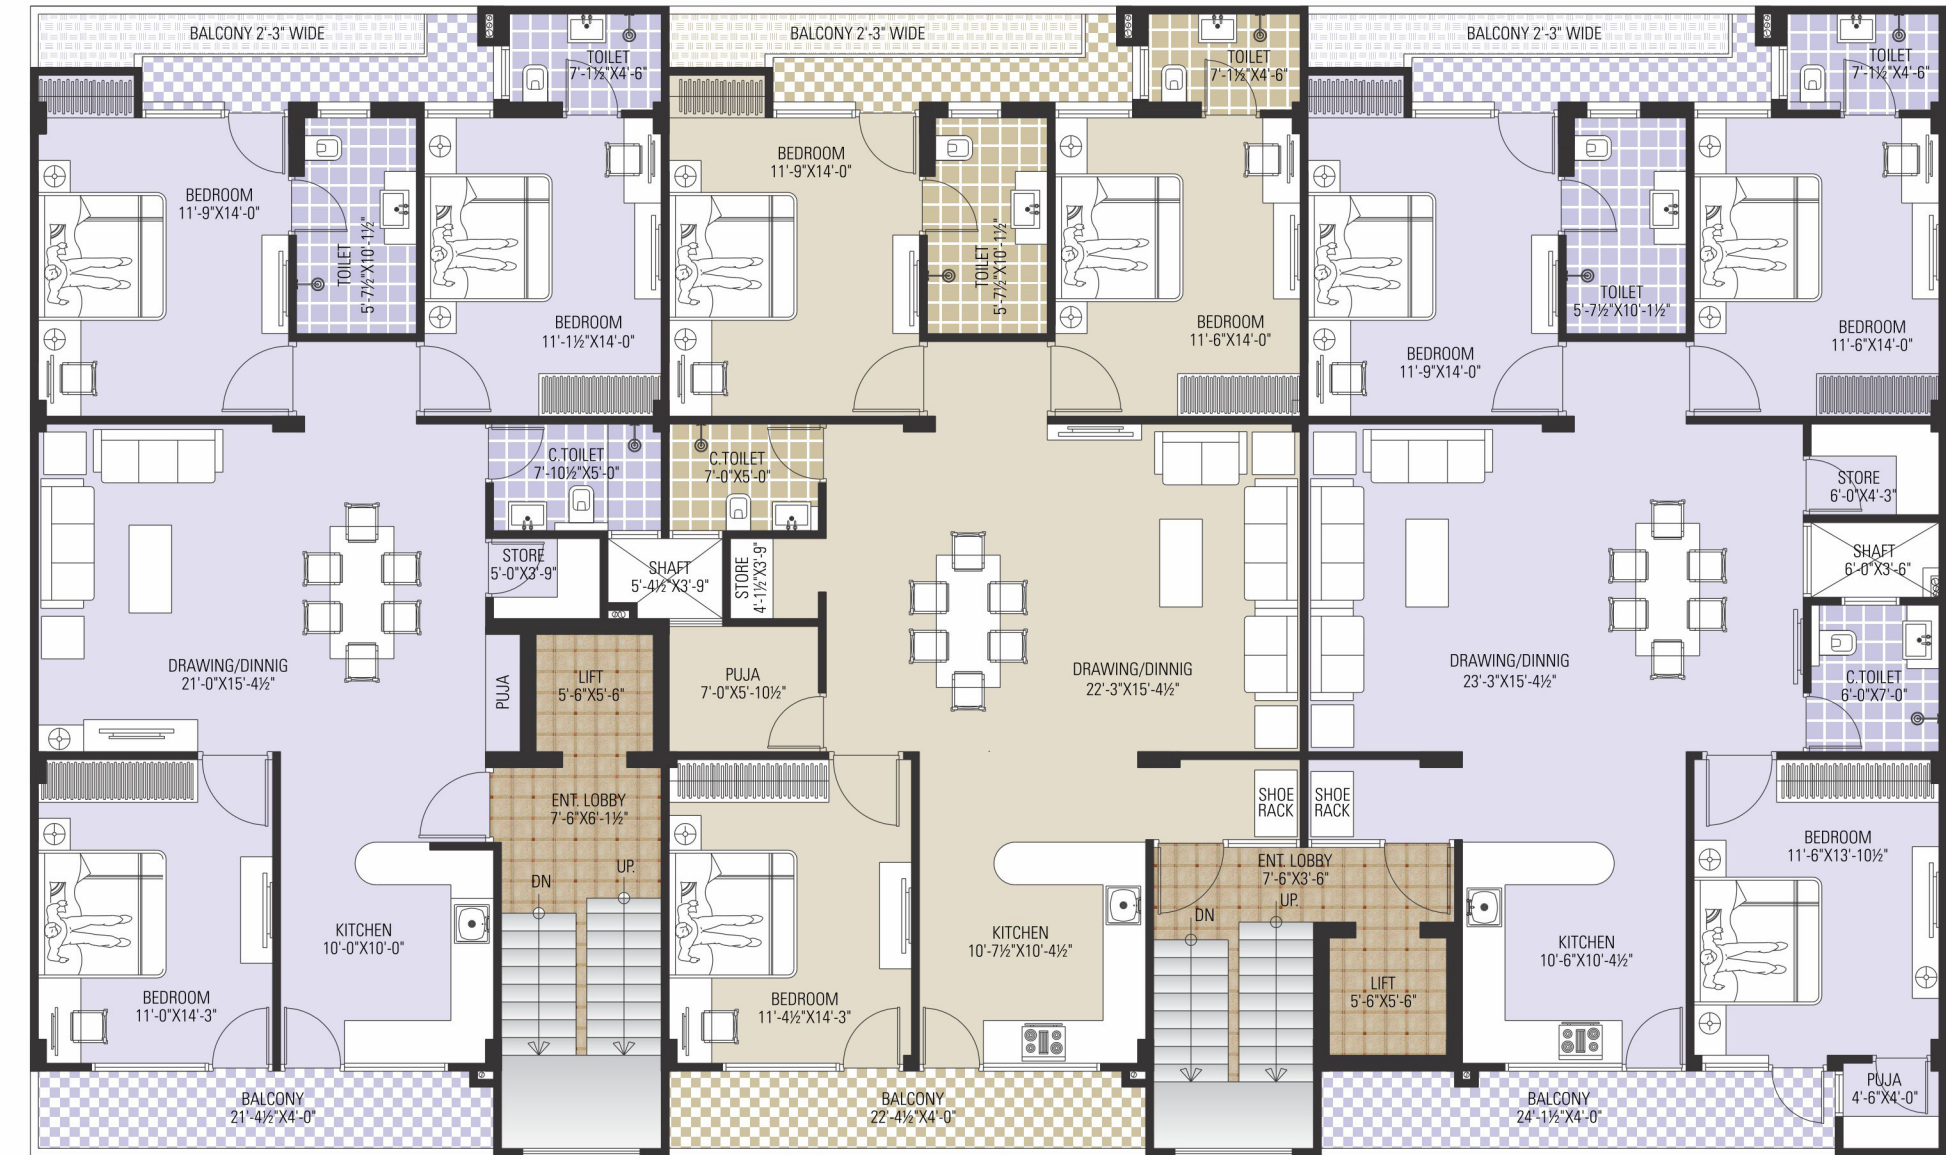 BALCONY 2'-3" WIDE
TOILET
7'-1½"X4'-6"
BALCONY 2'-3" WIDE
TOILET
7'-1½"X4'-6"
BALCONY 2'-3" WIDE
TOILET
7'-1½"X4'-6"
BEDROOM
11'-9"X14'-0"
TOILET
5'-7½"X10'-1½"
BEDROOM
11'-1½"X14'-0"
BEDROOM
11'-9"X14'-0"
TOILET
5'-7½"X10'-1½"
BEDROOM
11'-6"X14'-0"
BEDROOM
11'-9"X14'-0"
TOILET
5'-7½"X10'-1½"
BEDROOM
11'-6"X14'-0"
C.TOILET
7'-10½"X5'-0"
C.TOILET
7'-0"X5'-0"
STORE
6'-0"X4'-3"
STORE
5'-0"X3'-9"
SHAFT
5'-4½"X3'-9"
STORE
4'-1½"X3'-9"
SHAFT
6'-0"X3'-6"
DRAWING/DINNIG
21'-0"X15'-4½"
PUJA
LIFT
5'-6"X5'-6"
PUJA
7'-0"X5'-10½"
DRAWING/DINNIG
22'-3"X15'-4½"
DRAWING/DINNIG
23'-3"X15'-4½"
C.TOILET
6'-0"X7'-0"
ENT. LOBBY
7'-6"X6'-1½"
SHOE
RACK
SHOE
RACK
DN
UP.
ENT. LOBBY
7'-6"X3'-6"
DN
UP.
BEDROOM
11'-6"X13'-10½"
KITCHEN
10'-0"X10'-0"
KITCHEN
10'-7½"X10'-4½"
KITCHEN
10'-6"X10'-4½"
BEDROOM
11'-0"X14'-3"
BEDROOM
11'-4½"X14'-3"
LIFT
5'-6"X5'-6"
BALCONY
21'-4½"X4'-0"
BALCONY
22'-4½"X4'-0"
BALCONY
24'-1½"X4'-0"
PUJA
4'-6"X4'-0"